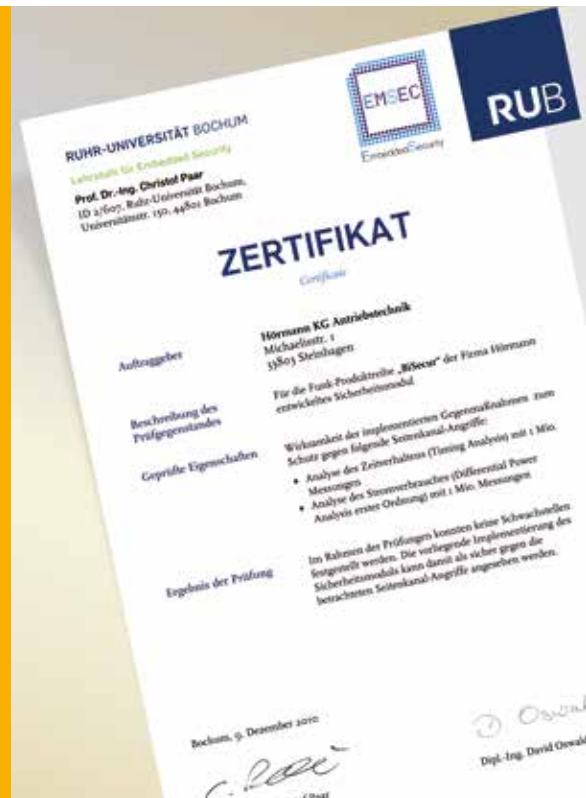 RUHR-UNIVERSITÄT BOCHUM
Lehrstuhl für Embedded Security
Prof. Dr.-Ing. Christof Paar
ID 2/607, Ruhr-Universität Bochum,
Universitätsstr. 150, 44801 Bochum
EMSEC
EmbeddedSecurity
RUB
ZERTIFIKAT
Certificate
Auftraggeber
Hörmann KG Antriebstechnik
Michaelisstr. 1
33803 Steinhagen
Beschreibung des
Prüfgegenstandes
Für die Funk-Produktreihe „BiSecur“ der Firma Hörmann
entwickeltes Sicherheitsmodul
Geprüfte Eigenschaften
Wirksamkeit der implementierten Gegenmaßnahmen zum
Schutz gegen folgende Seitenkanal-Angriffe:
• Analyse des Zeitverhaltens (Timing Analysis) mit 1 Mio.
Messungen
• Analyse des Stromverbrauches (Differential Power
Analysis erster Ordnung) mit 1 Mio. Messungen
Ergebnis der Prüfung
Im Rahmen der Prüfungen konnten keine Schwachstellen
festgestellt werden. Die vorliegende Implementierung des
Sicherheitsmoduls kann damit als sicher gegen die
betrachteten Seitenkanal-Angriffe angesehen werden.
Bochum, 9. Dezember 2010
Paar
Dipl.-Ing. David Oswald